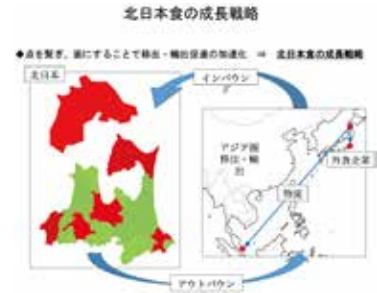 北日本食の成長戦略
◆点を繋ぎ、面にすることで移出・輸出促進の加速化 ⇒ 北日本食の成長戦略
北日本
インバウン
ド
アジア圏
移出・輸
出
外食企業
物流
アウトバウン